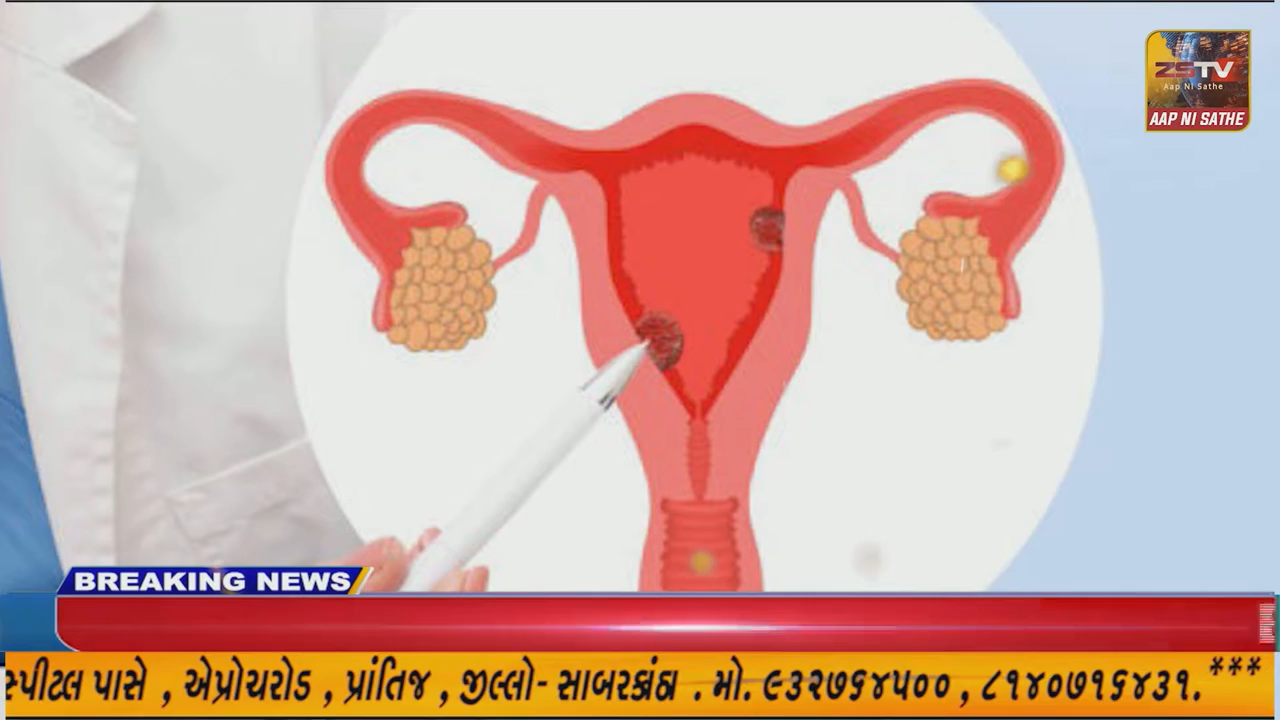 ZSTV
Aap Ni Sathe
AAP NI SATHE
BREAKING NEWS
સ્પીટલ પાસે , એપ્રોચરોડ , પ્રાંતિજ , જીલ્લો- સાબરકાંઠા . મો. ૯૩૨૭૬૪૫૦૦ , ૮૧૪૦૭૧૬૪૩૧. ***